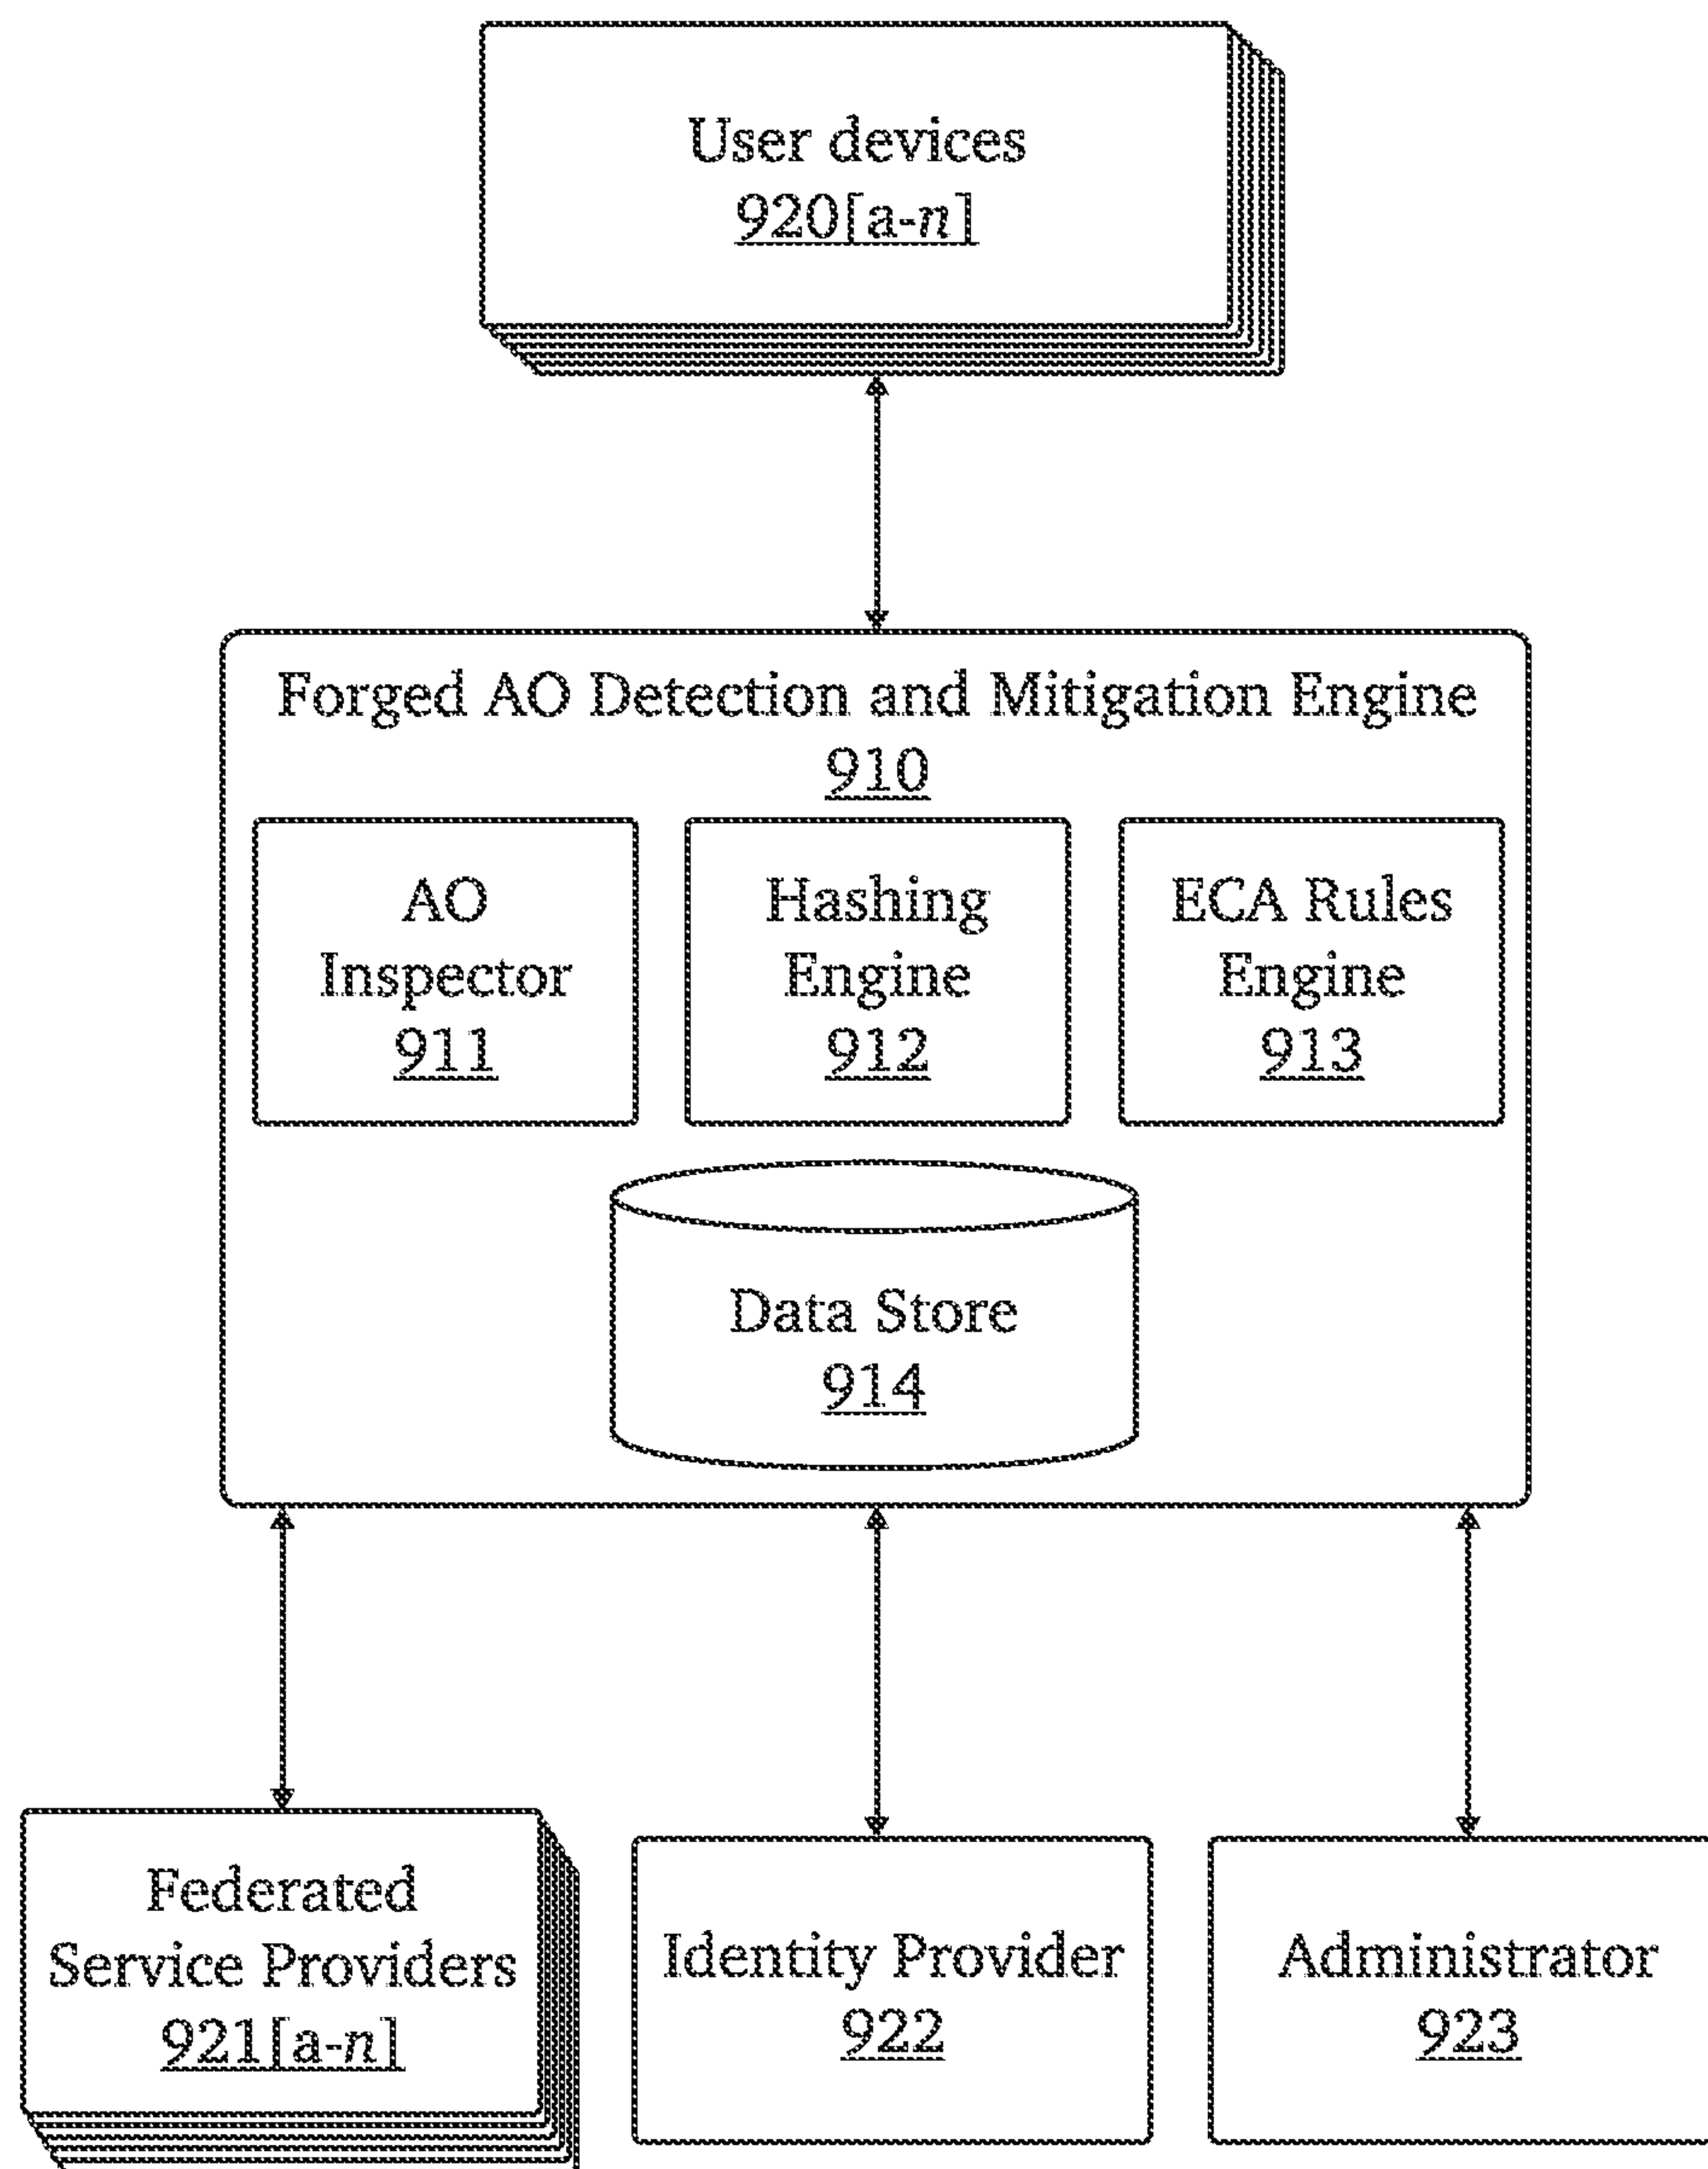 User devices
920[a-n]
Forged AO Detection and Mitigation Engine
910
AO
Inspector
911
Hashing
Engine
912
ECA Rules
Engine
913
Data Store
914
Federated
Service Providers
921[a-n]
Identity Provider
922
Administrator
923